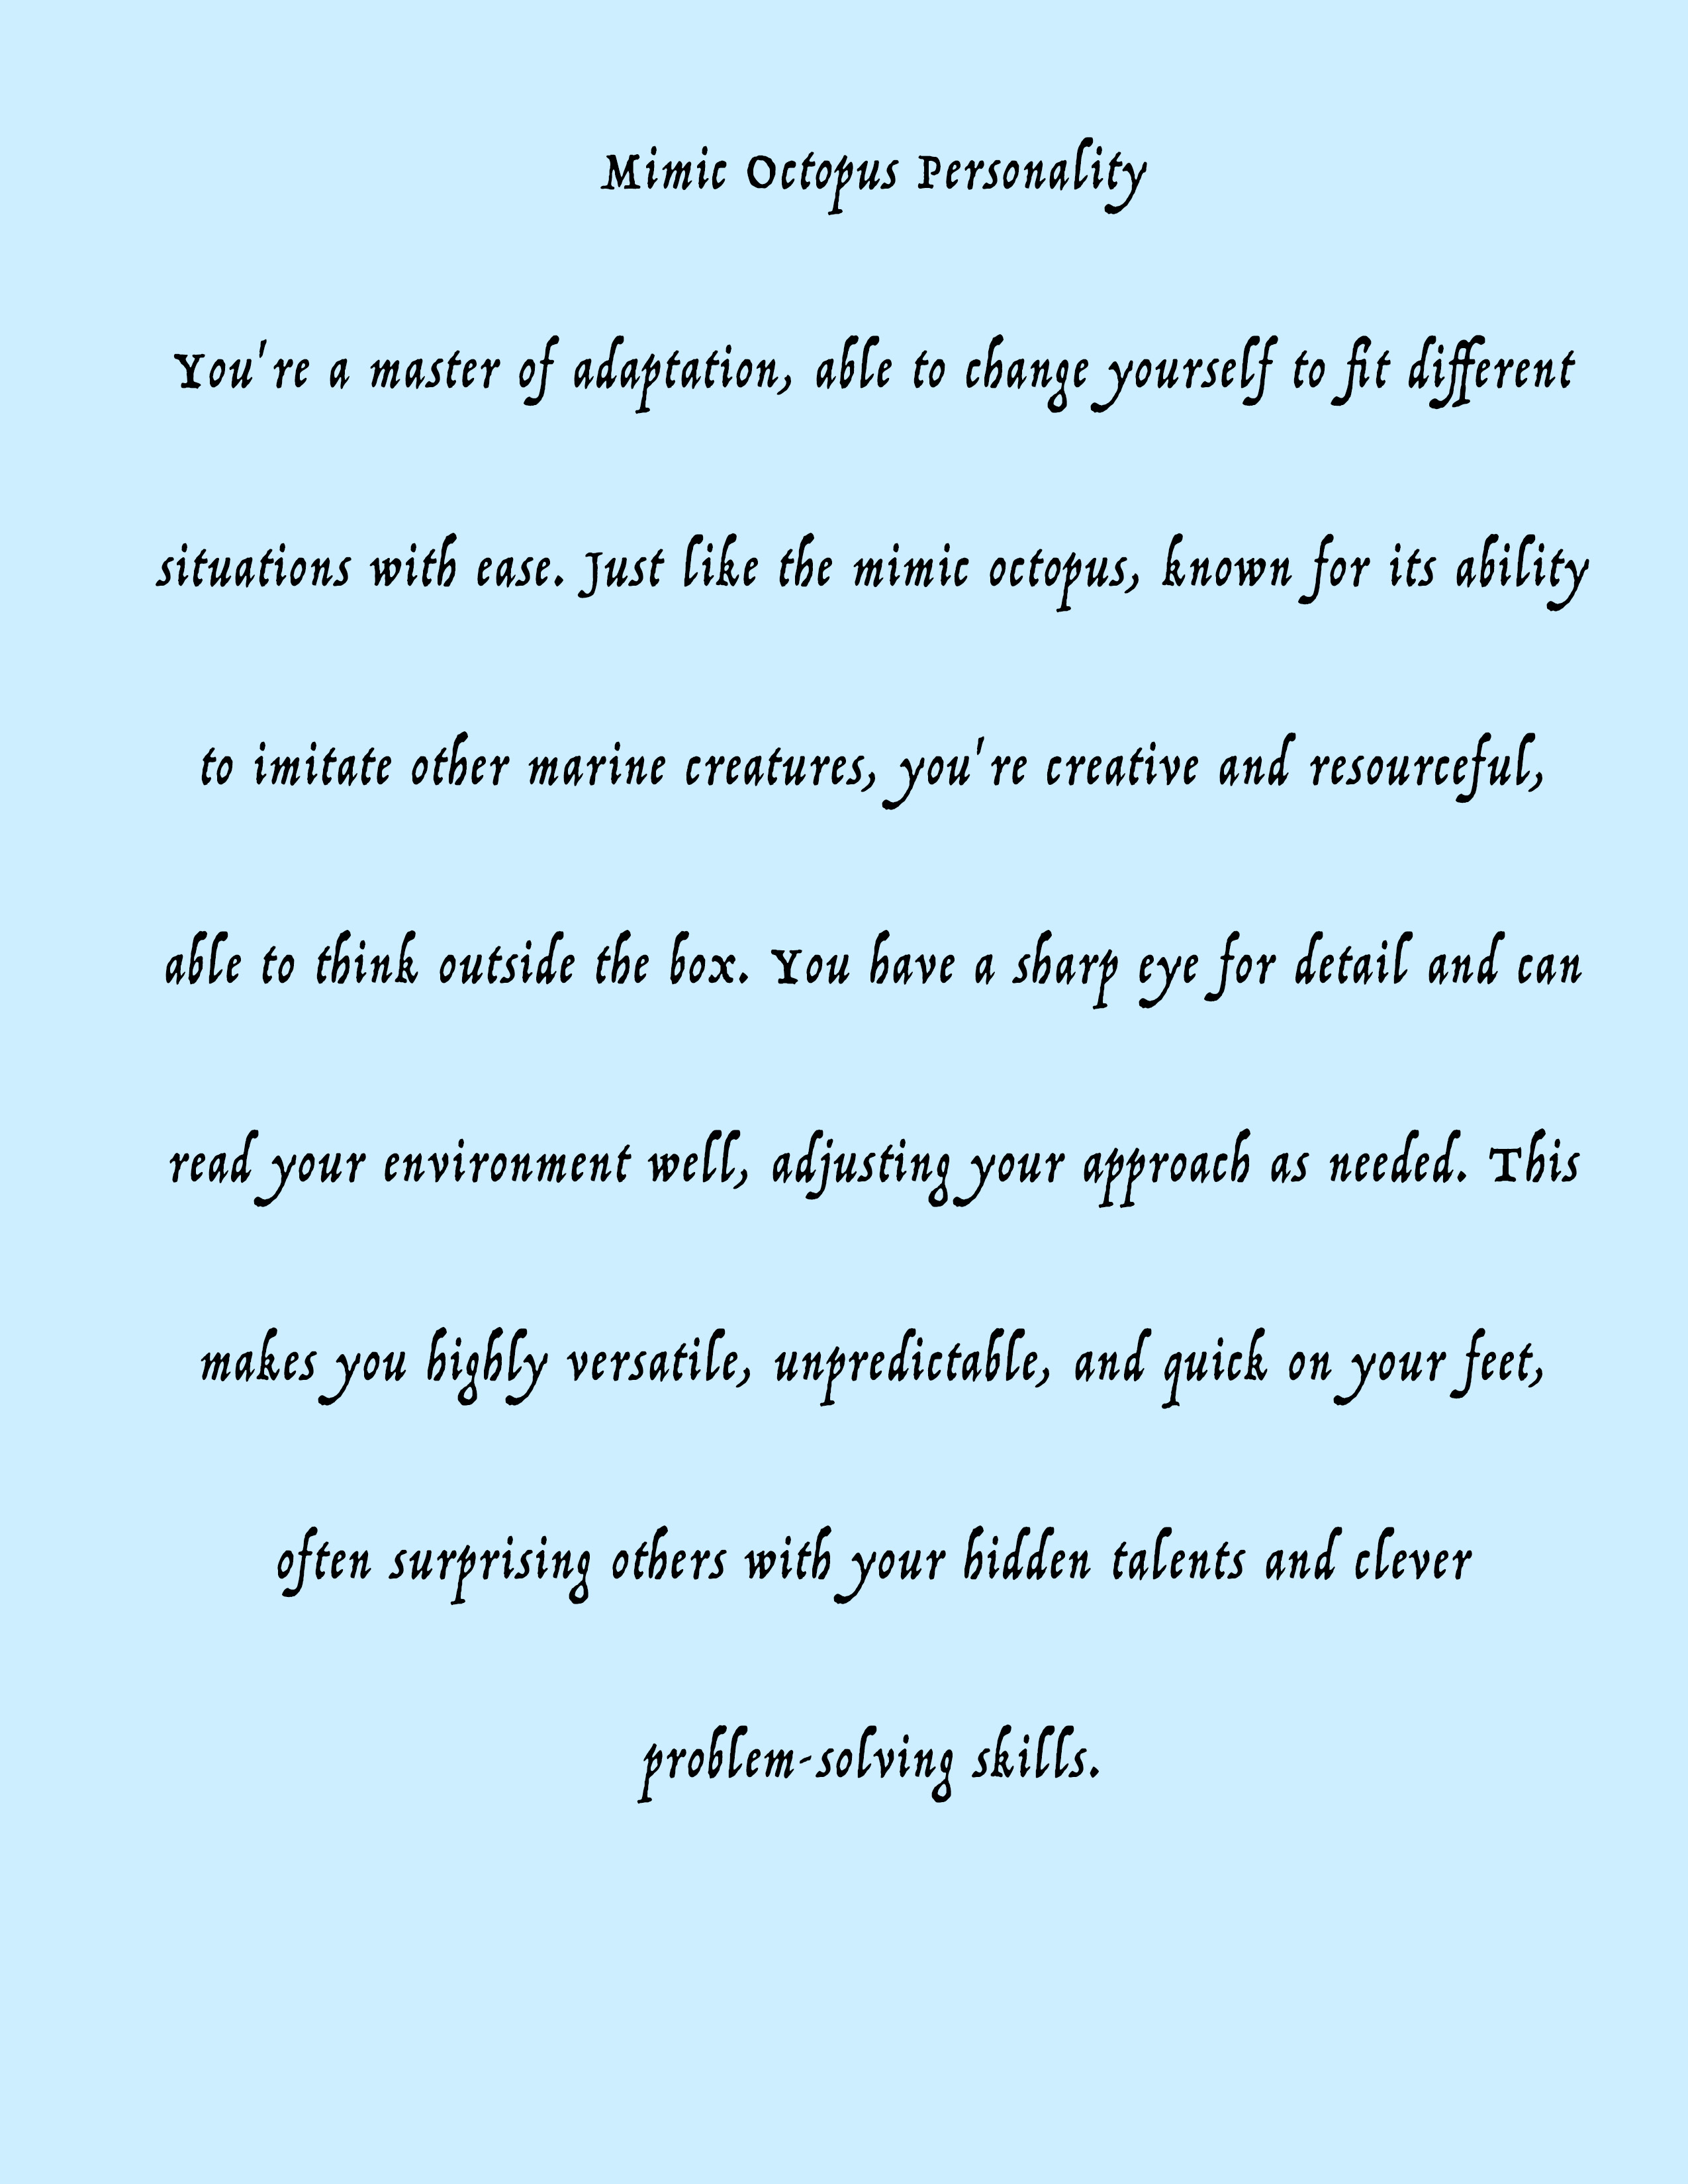 Mimic Octopus Personality
You're a master of adaptation, able to change yourself to fit different
situations with ease. Just like the mimic octopus, known for its ability
to imitate other marine creatures, you're creative and resourceful,
able to think outside the box. You have a sharp eye for detail and can
read your environment well, adjusting your approach as needed. This
makes you highly versatile, unpredictable, and quick on your feet,
often surprising others with your hidden talents and clever
problem-solving skills.